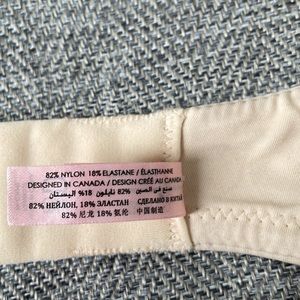 82% NYLON 18% ELASTANE / ÉLASTHANNE
DESIGNED IN CANADA / DESIGN CRÉÉ AU CANADA
صنع في الصين 82% نايلون 18% اليستان
82% НЕЙЛОН, 18% ЭЛАСТАН СДЕЛАНО В КИТАЕ
82% 尼龙 18% 氨纶 中国制造